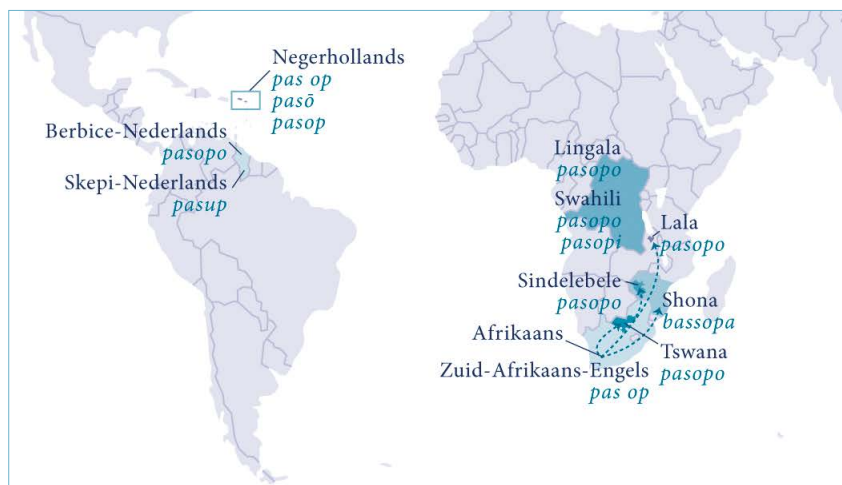 Negerhollands
pas op
pasō
pasop
Berbice-Nederlands
pasopo
Skepi-Nederlands
pasup
Lingala
pasopo
Swahili
pasopo
pasopi
Lala
pasopo
Sindelebele
pasopo
Shona
bassopa
Afrikaans
Tswana
pasopo
Zuid-Afrikaans-Engels
pas op